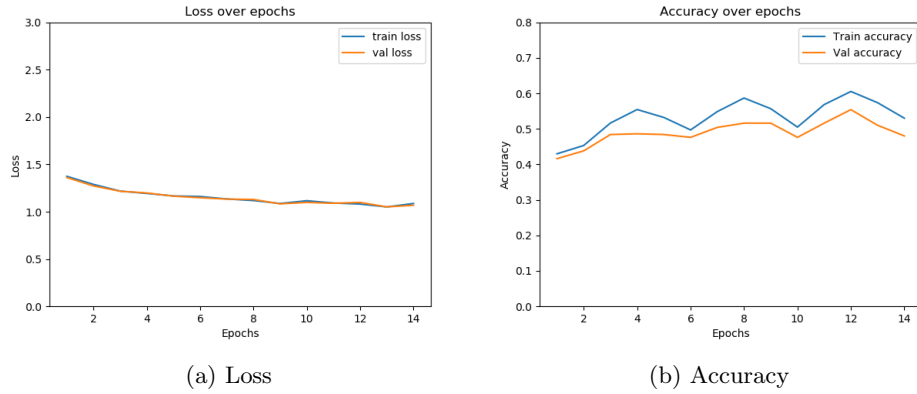 Loss over epochs
3.0
2.5
2.0
1.5
1.0
0.5
0.0
Loss
train loss
val loss
2 4 6 8 10 12 14
Epochs
(a) Loss
Accuracy over epochs
0.8
0.7
0.6
0.5
0.4
0.3
0.2
0.1
0.0
Accuracy
Train accuracy
Val accuracy
2 4 6 8 10 12 14
Epochs
(b) Accuracy